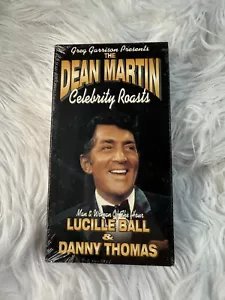 Greg Garrison Presents
THE
DEAN MARTIN
Celebrity Roasts
Man & Woman Of The Hour
LUCILLE BALL
&
DANNY THOMAS